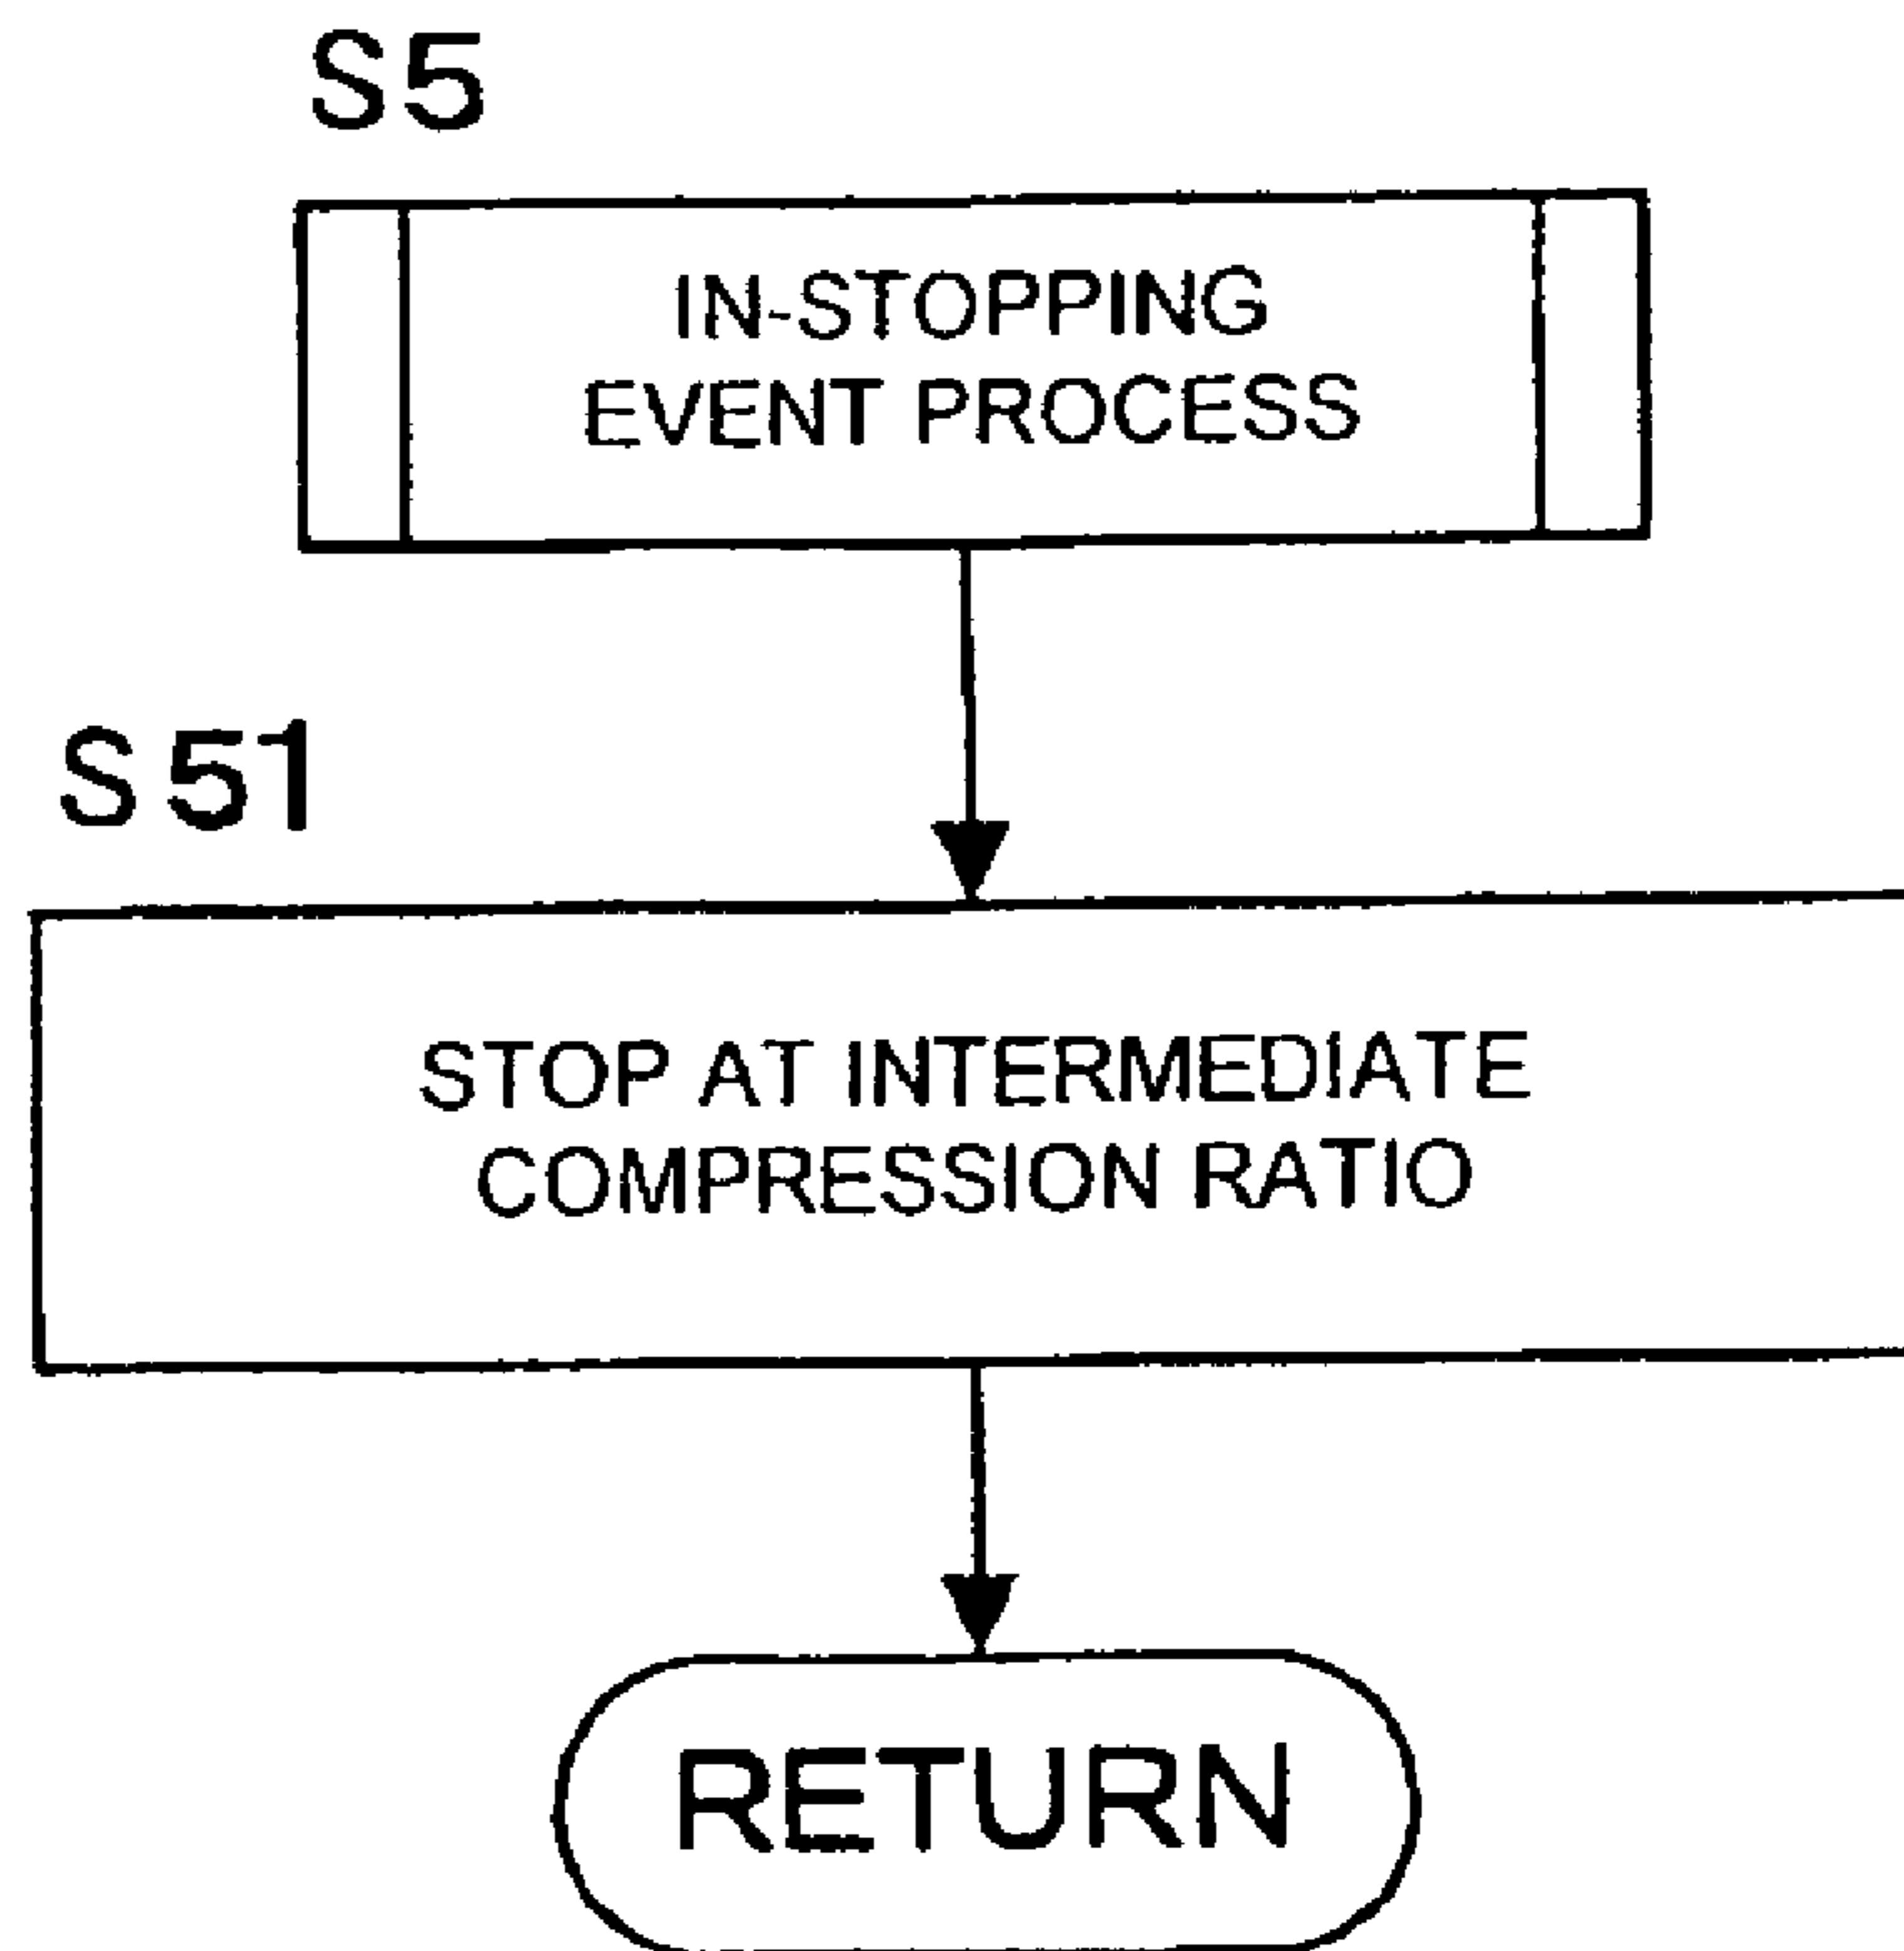 S5
IN-STOPPING
EVENT PROCESS
S51
STOP AT INTERMEDIATE
COMPRESSION RATIO
RETURN